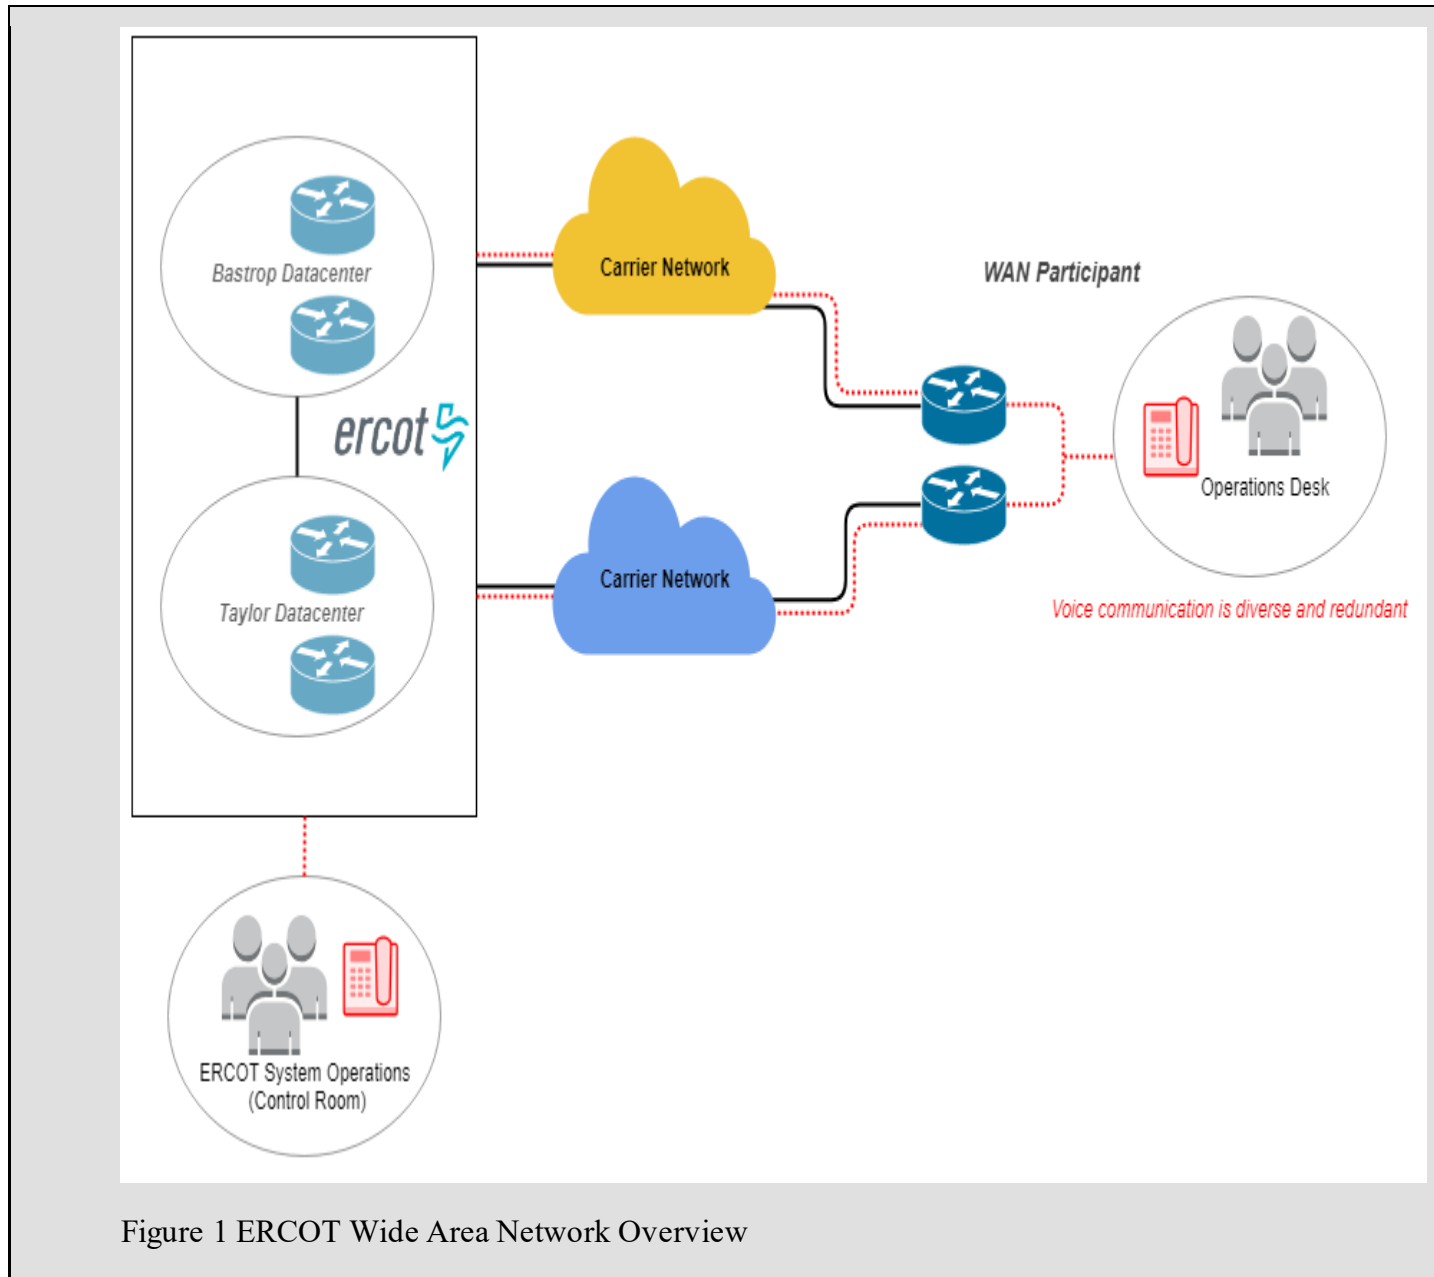 Bastrop Datacenter
ercot
Taylor Datacenter
Carrier Network
Carrier Network
WAN Participant
Operations Desk
Voice communication is diverse and redundant
ERCOT System Operations
(Control Room)
Figure 1 ERCOT Wide Area Network Overview